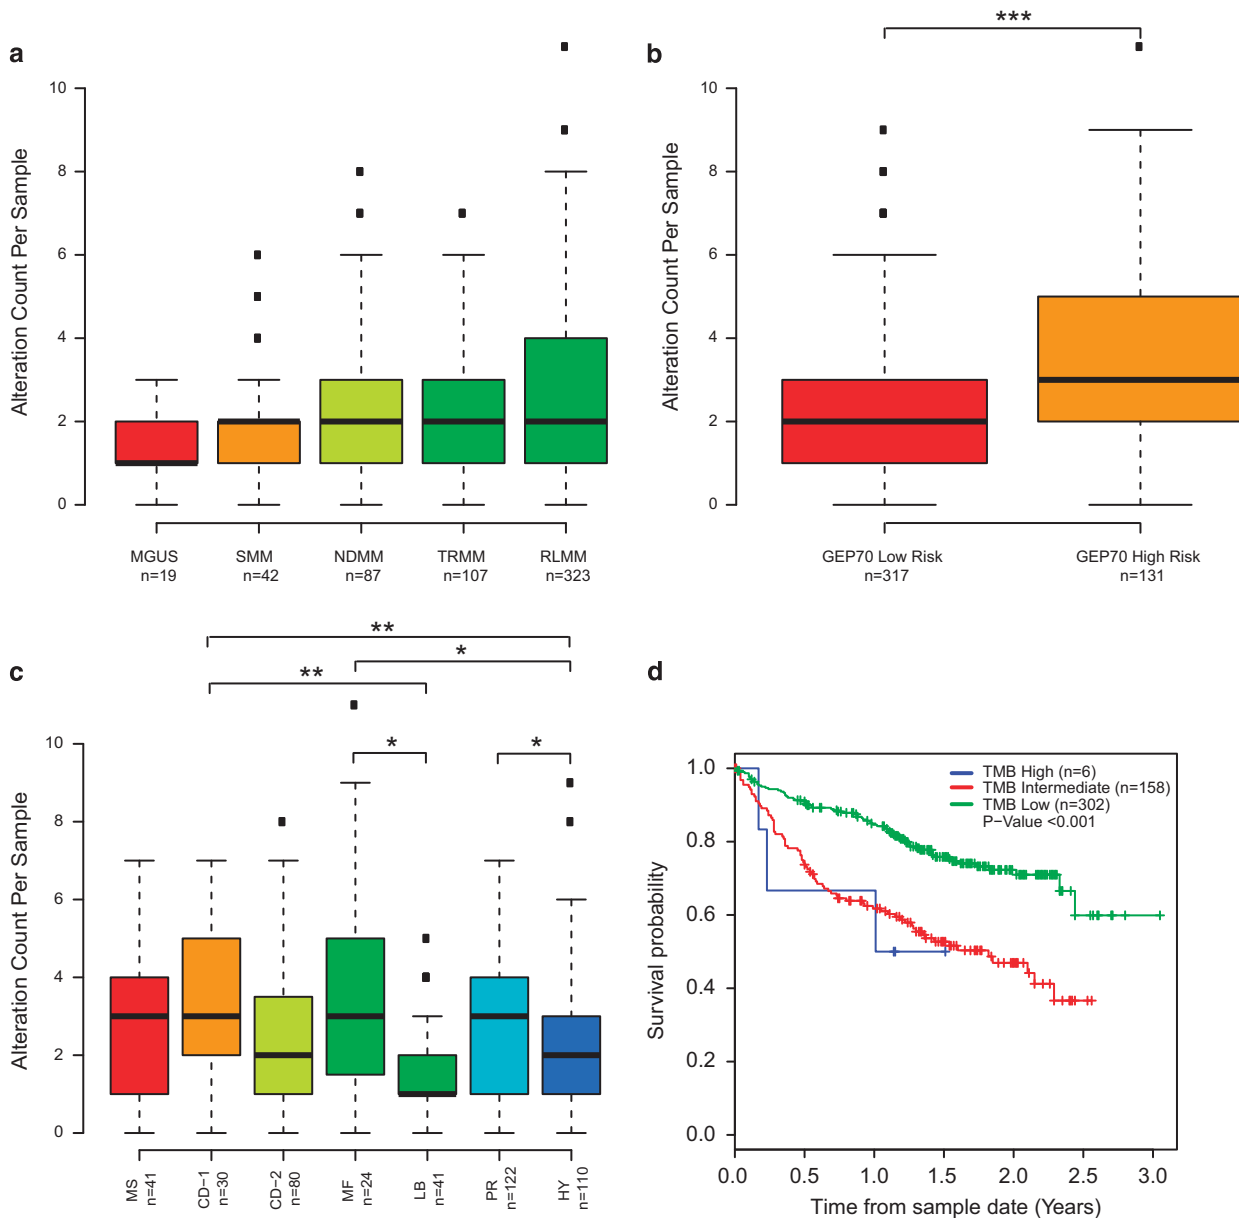 a
Alteration Count Per Sample
10
8
6
4
2
0
MGUS
n=19
SMM
n=42
NDMM
n=87
TRMM
n=107
RLMM
n=323
b
***
Alteration Count Per Sample
10
8
6
4
2
0
GEP70 Low Risk
n=317
GEP70 High Risk
n=131
c
**
*
**
*
*
Alteration Count Per Sample
10
8
6
4
2
0
MS
n=41
CD-1
n=30
CD-2
n=80
MF
n=24
LB
n=41
PR
n=122
HY
n=110
d
Survival probability
1.0
0.8
0.6
0.4
0.2
0.0
TMB High (n=6)
TMB Intermediate (n=158)
TMB Low (n=302)
P−Value <0.001
0.0 0.5 1.0 1.5 2.0 2.5 3.0
Time from sample date (Years)